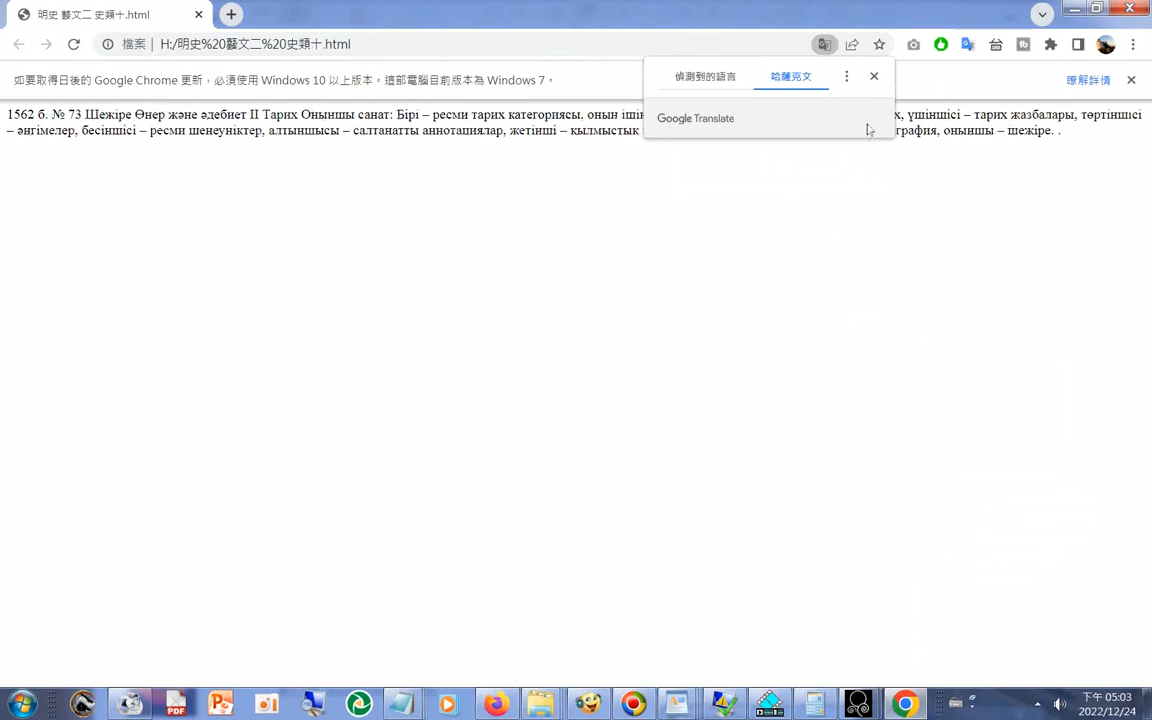 明史 藝文二 史類十.html
檔案 H:/明史%20藝文二%20史類十.html
如要取得日後的 Google Chrome 更新，必須使用 Windows 10 以上版本。這部電腦目前版本為 Windows 7。
瞭解詳情
偵測到的語言 哈薩克文
Google Translate
1562 б. № 73 Шежіре Өнер және әдебиет II Тарих Оныншы санат: Бірі – ресми тарих категориясы, онын үшіншісі – тарих жазбалары, төртіншісі
– әңгімелер, бесіншісі – ресми шенеуніктер, алтыншысы – салтанатты аннотациялар, жетінші – қылмыстық оныншы – шежіре. .
下午 05:03
2022/12/24